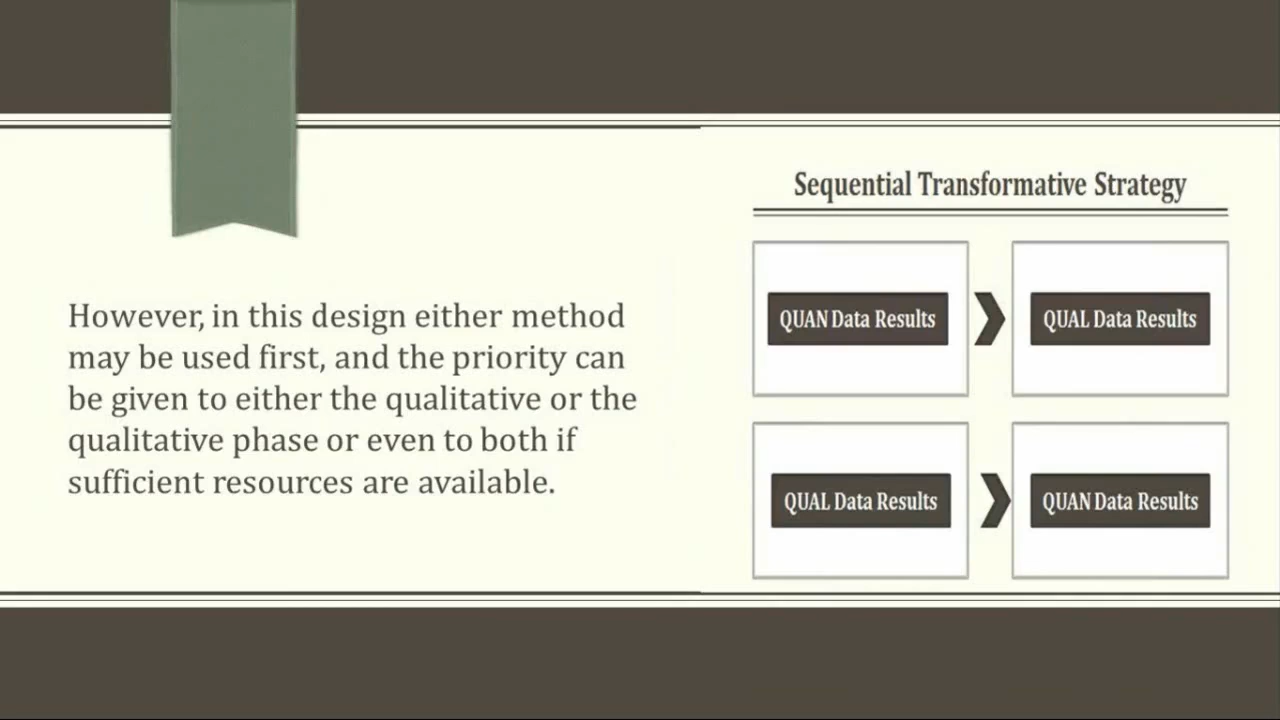 However, in this design either method
may be used first, and the priority can
be given to either the qualitative or the
qualitative phase or even to both if
sufficient resources are available.
Sequential Transformative Strategy
QUAN Data Results
QUAL Data Results
QUAL Data Results
QUAN Data Results